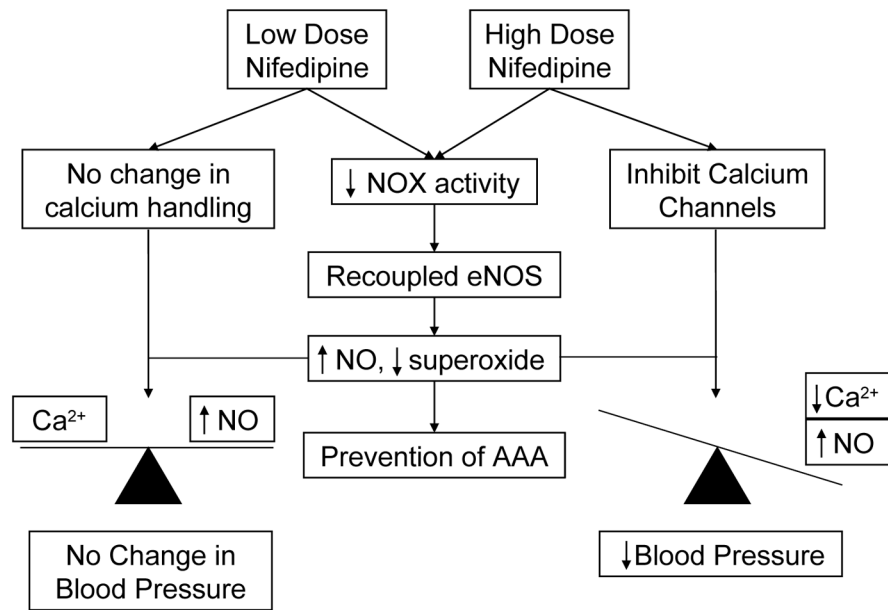 Low Dose
Nifedipine
High Dose
Nifedipine
No change in
calcium handling
↓ NOX activity
Inhibit Calcium
Channels
Recoupled eNOS
↑ NO, ↓ superoxide
Ca²⁺
↑ NO
↓Ca²⁺
↑ NO
Prevention of AAA
No Change in
Blood Pressure
↓Blood Pressure